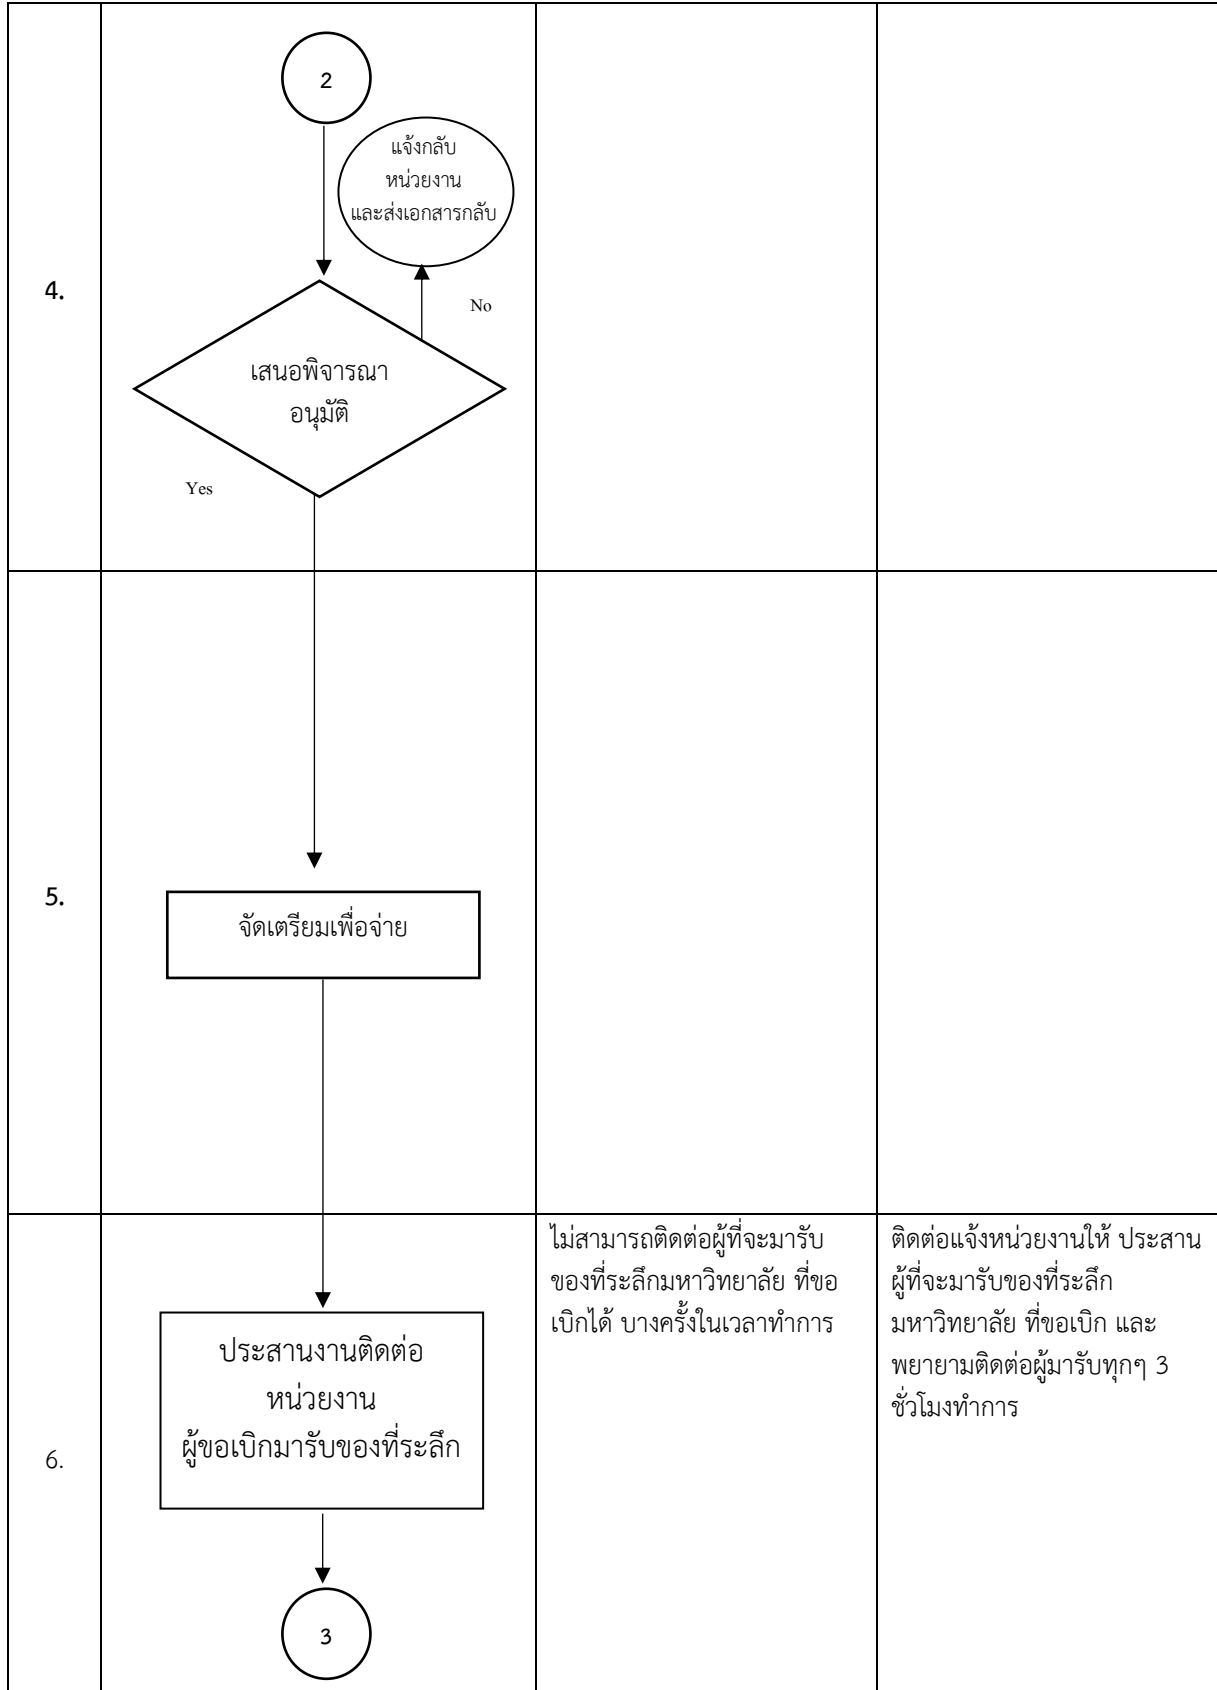 2
แจ้งกลับ
หน่วยงาน
และส่งเอกสารกลับ
4.
No
เสนอพิจารณา
อนุมัติ
Yes
5.
จัดเตรียมเพื่อจ่าย
6.
ประสานงานติดต่อ
หน่วยงาน
ผู้ขอเบิกมารับของที่ระลึก
3
ไม่สามารถติดต่อผู้ที่จะมารับ
ของที่ระลึกมหาวิทยาลัย ที่ขอ
เบิกได้ บางครั้งในเวลาทำการ
ติดต่อแจ้งหน่วยงานให้ ประสาน
ผู้ที่จะมารับของที่ระลึก
มหาวิทยาลัย ที่ขอเบิก และ
พยายามติดต่อผู้มารับทุกๆ 3
ชั่วโมงทำการ